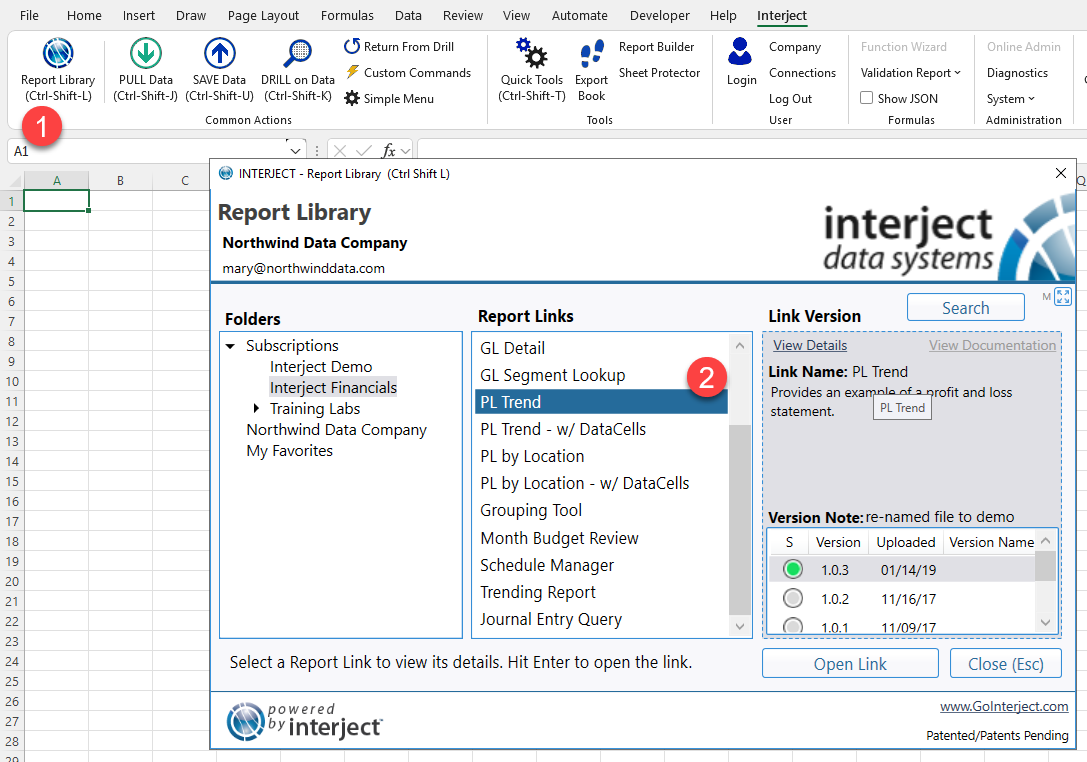 File Home Insert Draw Page Layout Formulas Data Review View Automate Developer Help Interject
Report Library
(Ctrl-Shift-L)
PULL Data
(Ctrl-Shift-J)
SAVE Data
(Ctrl-Shift-U)
DRILL on Data
(Ctrl-Shift-K)
Return From Drill
Custom Commands
Simple Menu
Common Actions
Quick Tools
(Ctrl-Shift-T)
Export
Book
Report Builder
Sheet Protector
Tools
Login
Company
Connections
Log Out
User
Function Wizard
Validation Report
Show JSON
Formulas
Online Admin
Diagnostics
System
Administration
1
A1
fx
A B C Q
1
2
3
4
5
6
7
8
9
10
11
12
13
14
15
16
17
18
19
20
21
22
23
24
25
26
27
28
29
INTERJECT - Report Library (Ctrl Shift L)
Report Library
Northwind Data Company
mary@northwinddata.com
interject
data systems
Folders
Subscriptions
Interject Demo
Interject Financials
Training Labs
Northwind Data Company
My Favorites
Report Links
GL Detail
GL Segment Lookup
PL Trend
PL Trend - w/ DataCells
PL by Location
PL by Location - w/ DataCells
Grouping Tool
Month Budget Review
Schedule Manager
Trending Report
Journal Entry Query
2
Search
M
Link Version
View Details View Documentation
Link Name: PL Trend
Provides an example of a profit and loss
statement.
PL Trend
Version Note: re-named file to demo
S Version Uploaded Version Name
1.0.3 01/14/19
1.0.2 11/16/17
1.0.1 11/09/17
Select a Report Link to view its details. Hit Enter to open the link.
Open Link
Close (Esc)
powered
by interject
www.GoInterject.com
Patented/Patents Pending